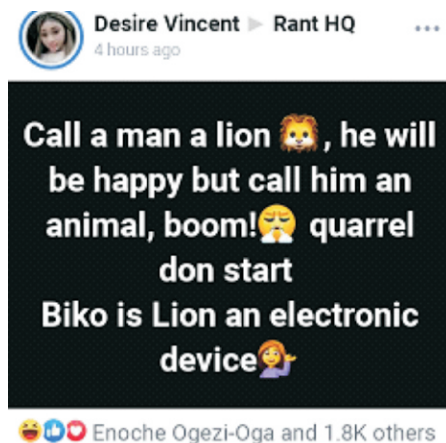 Desire Vincent ▶ Rant HQ
4 hours ago
Call a man a lion 🦁, he will
be happy but call him an
animal, boom!😤 quarrel
don start
Biko is Lion an electronic
device💁‍♀️
Enoche Ogezi-Oga and 1.8K others